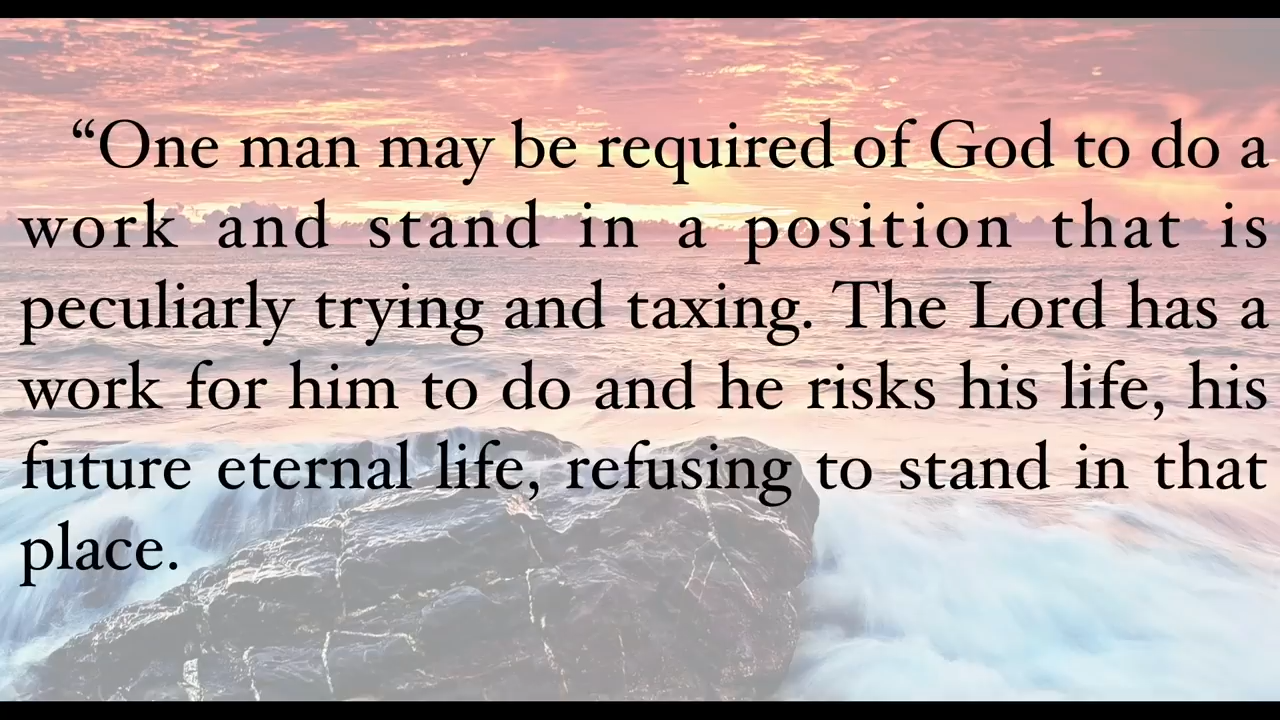 “One man may be required of God to do a
work and stand in a position that is
peculiarly trying and taxing. The Lord has a
work for him to do and he risks his life, his
future eternal life, refusing to stand in that
place.